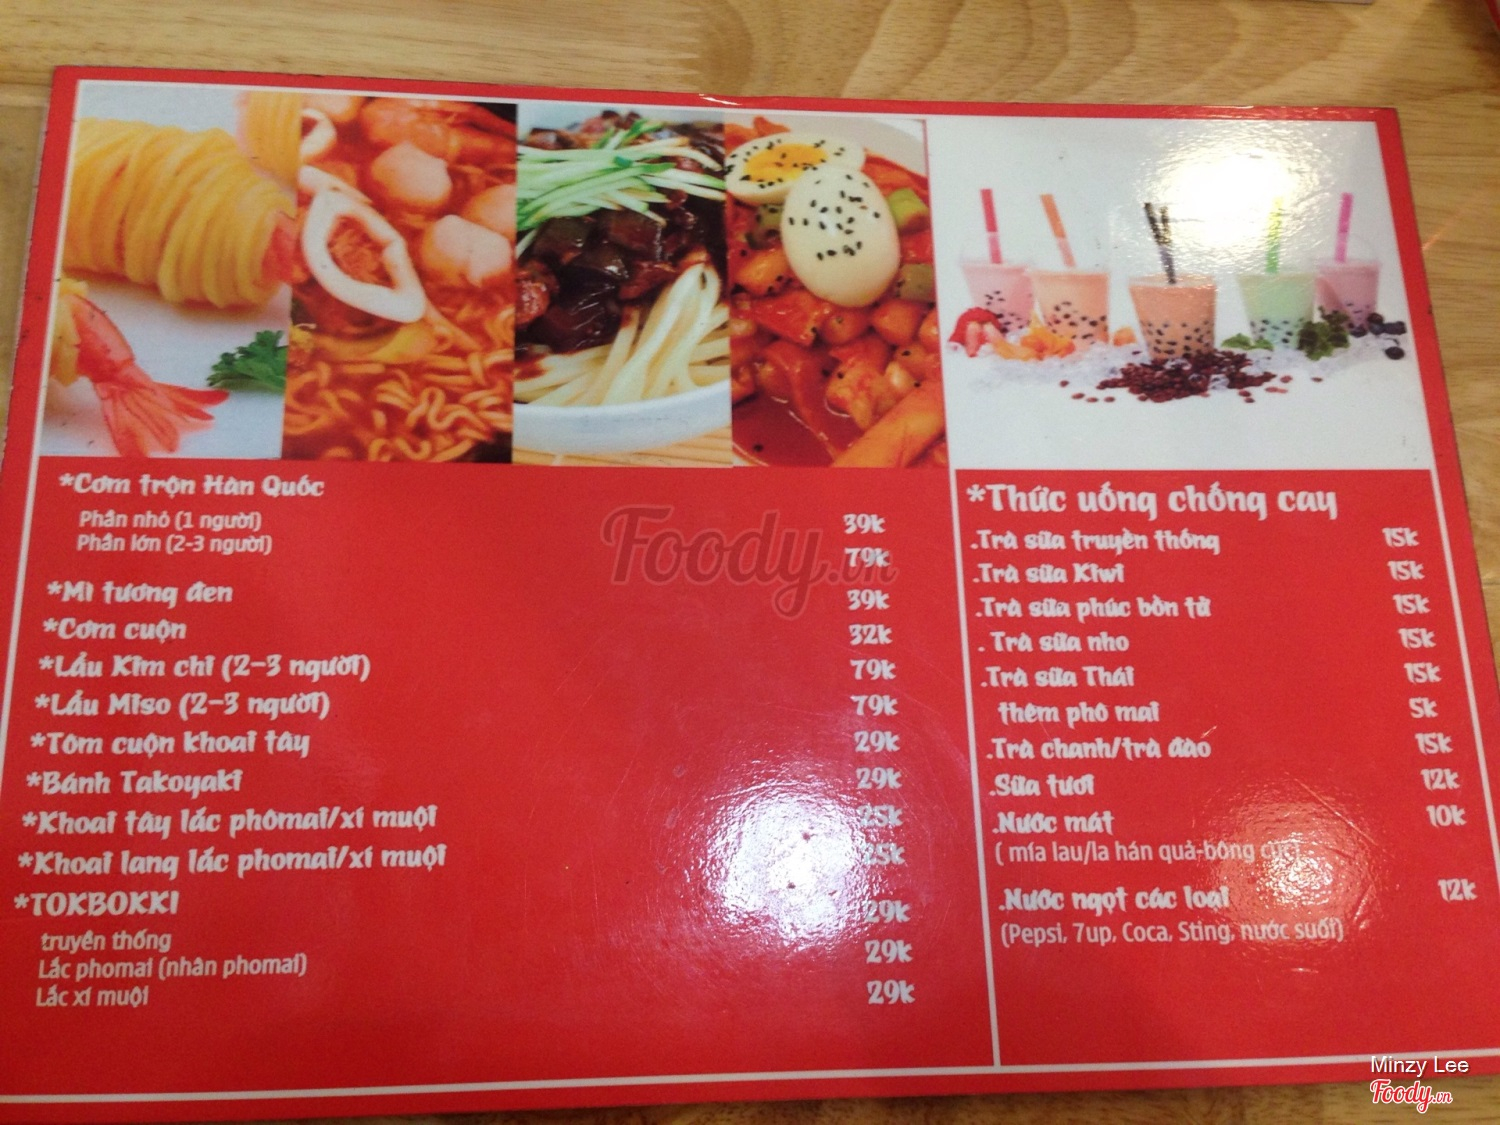 *Cơm trộn Hàn Quốc
Phần nhỏ (1 người) 39k
Phần lớn (2-3 người) 79k
*Mì tương đen 39k
*Cơm cuộn 32k
*Lẩu Kim chi (2-3 người) 79k
*Lẩu Miso (2-3 người) 79k
*Tôm cuộn khoai tây 29k
*Bánh Takoyaki 29k
*Khoai tây lắc phômai/xí muội 25k
*Khoai lang lắc phomai/xí muội 25k
*TOKBOKKI
truyền thống 29k
Lắc phomai (nhân phomai) 29k
Lắc xí muội 29k
*Thức uống chống cay
.Trà sữa truyền thống 15k
.Trà sữa Kiwi 15k
.Trà sữa phúc bồn tử 15k
. Trà sữa nho 15k
.Trà sữa Thái 15k
thêm phô mai 5k
.Trà chanh/trà đào 15k
.Sữa tươi 12k
.Nước mát 10k
( mía lau/la hán quả-bông cúc)
.Nước ngọt các loại 12k
(Pepsi, 7up, Coca, Sting, nước suối)
Foody.vn
Minzy Lee
Foody.vn